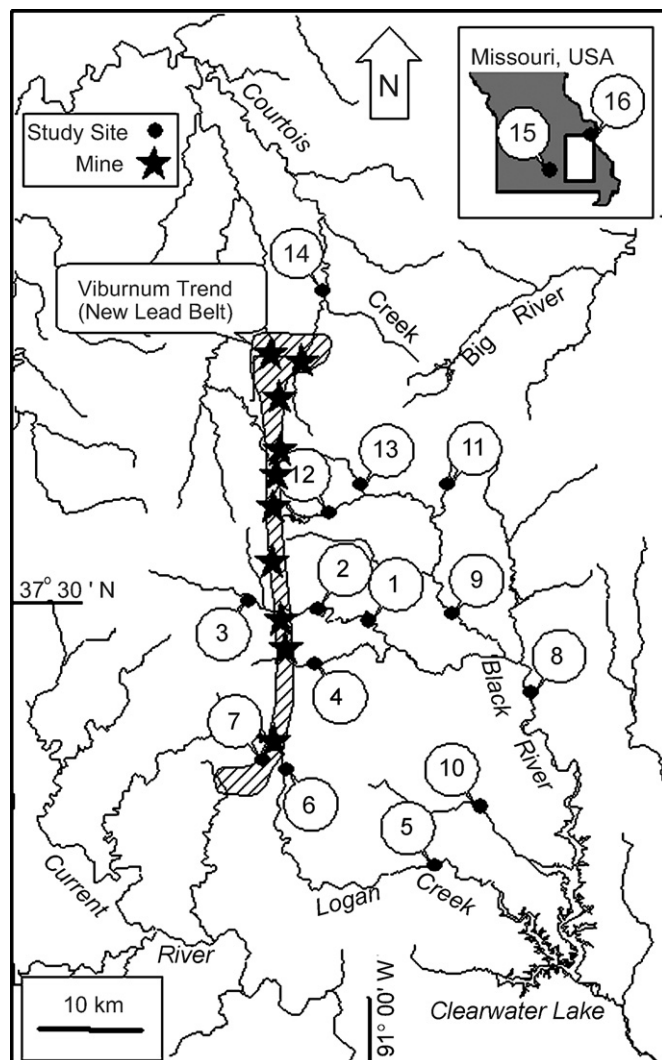 Missouri, USA
16
15
N
Study Site
Mine
Courtois
Creek
14
Viburnum Trend
(New Lead Belt)
Big River
13
11
12
2
1
9
37° 30 ' N
3
4
8
Black
River
7
6
10
5
Current
River
Logan
Creek
10 km
91° 00' W
Clearwater Lake